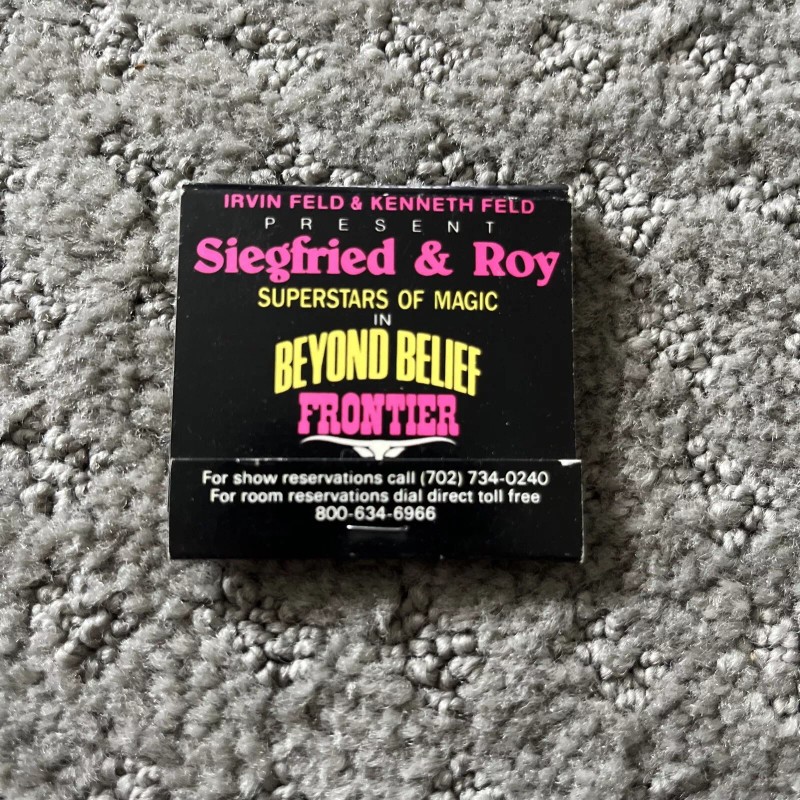 IRVIN FELD & KENNETH FELD
PRESENT
Siegfried & Roy
SUPERSTARS OF MAGIC
IN
BEYOND BELIEF
FRONTIER
For show reservations call (702) 734-0240
For room reservations dial direct toll free
800-634-6966